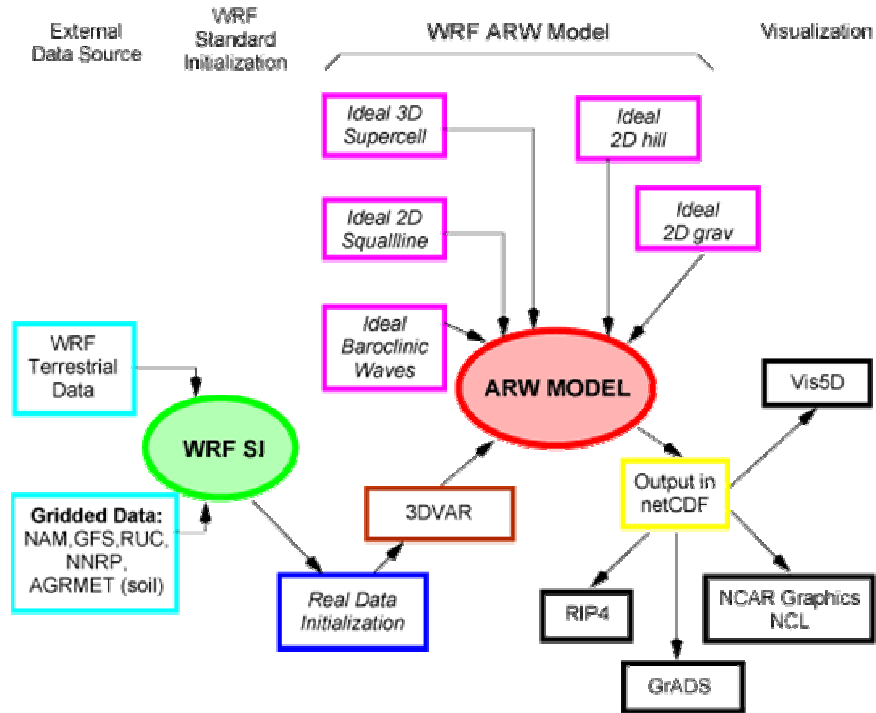 External
Data Source
WRF
Standard
Initialization
WRF ARW Model
Visualization
Ideal 3D
Supercell
Ideal
2D hill
Ideal 2D
Squallline
Ideal
2D grav
Ideal
Baroclinic
Waves
WRF
Terrestrial
Data
ARW MODEL
Vis5D
WRF SI
Output in
netCDF
Gridded Data:
NAM,GFS,RUC,
NNRP,
AGRMET (soil)
3DVAR
Real Data
Initialization
RIP4
NCAR Graphics
NCL
GrADS